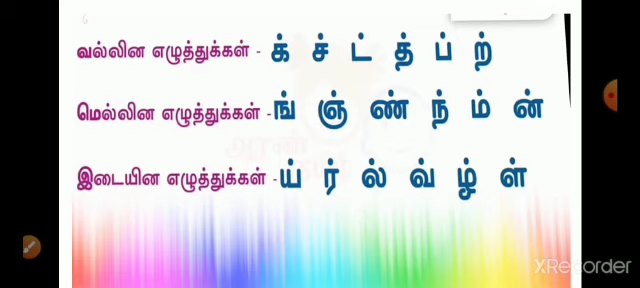 வல்லின எழுத்துக்கள் - க் ச் ட் த் ப் ற்
மெல்லின எழுத்துக்கள் - ங் ஞ் ண் ந் ம் ன்
இடையின எழுத்துக்கள் - ய் ர் ல் வ் ழ் ள்
XRecorder